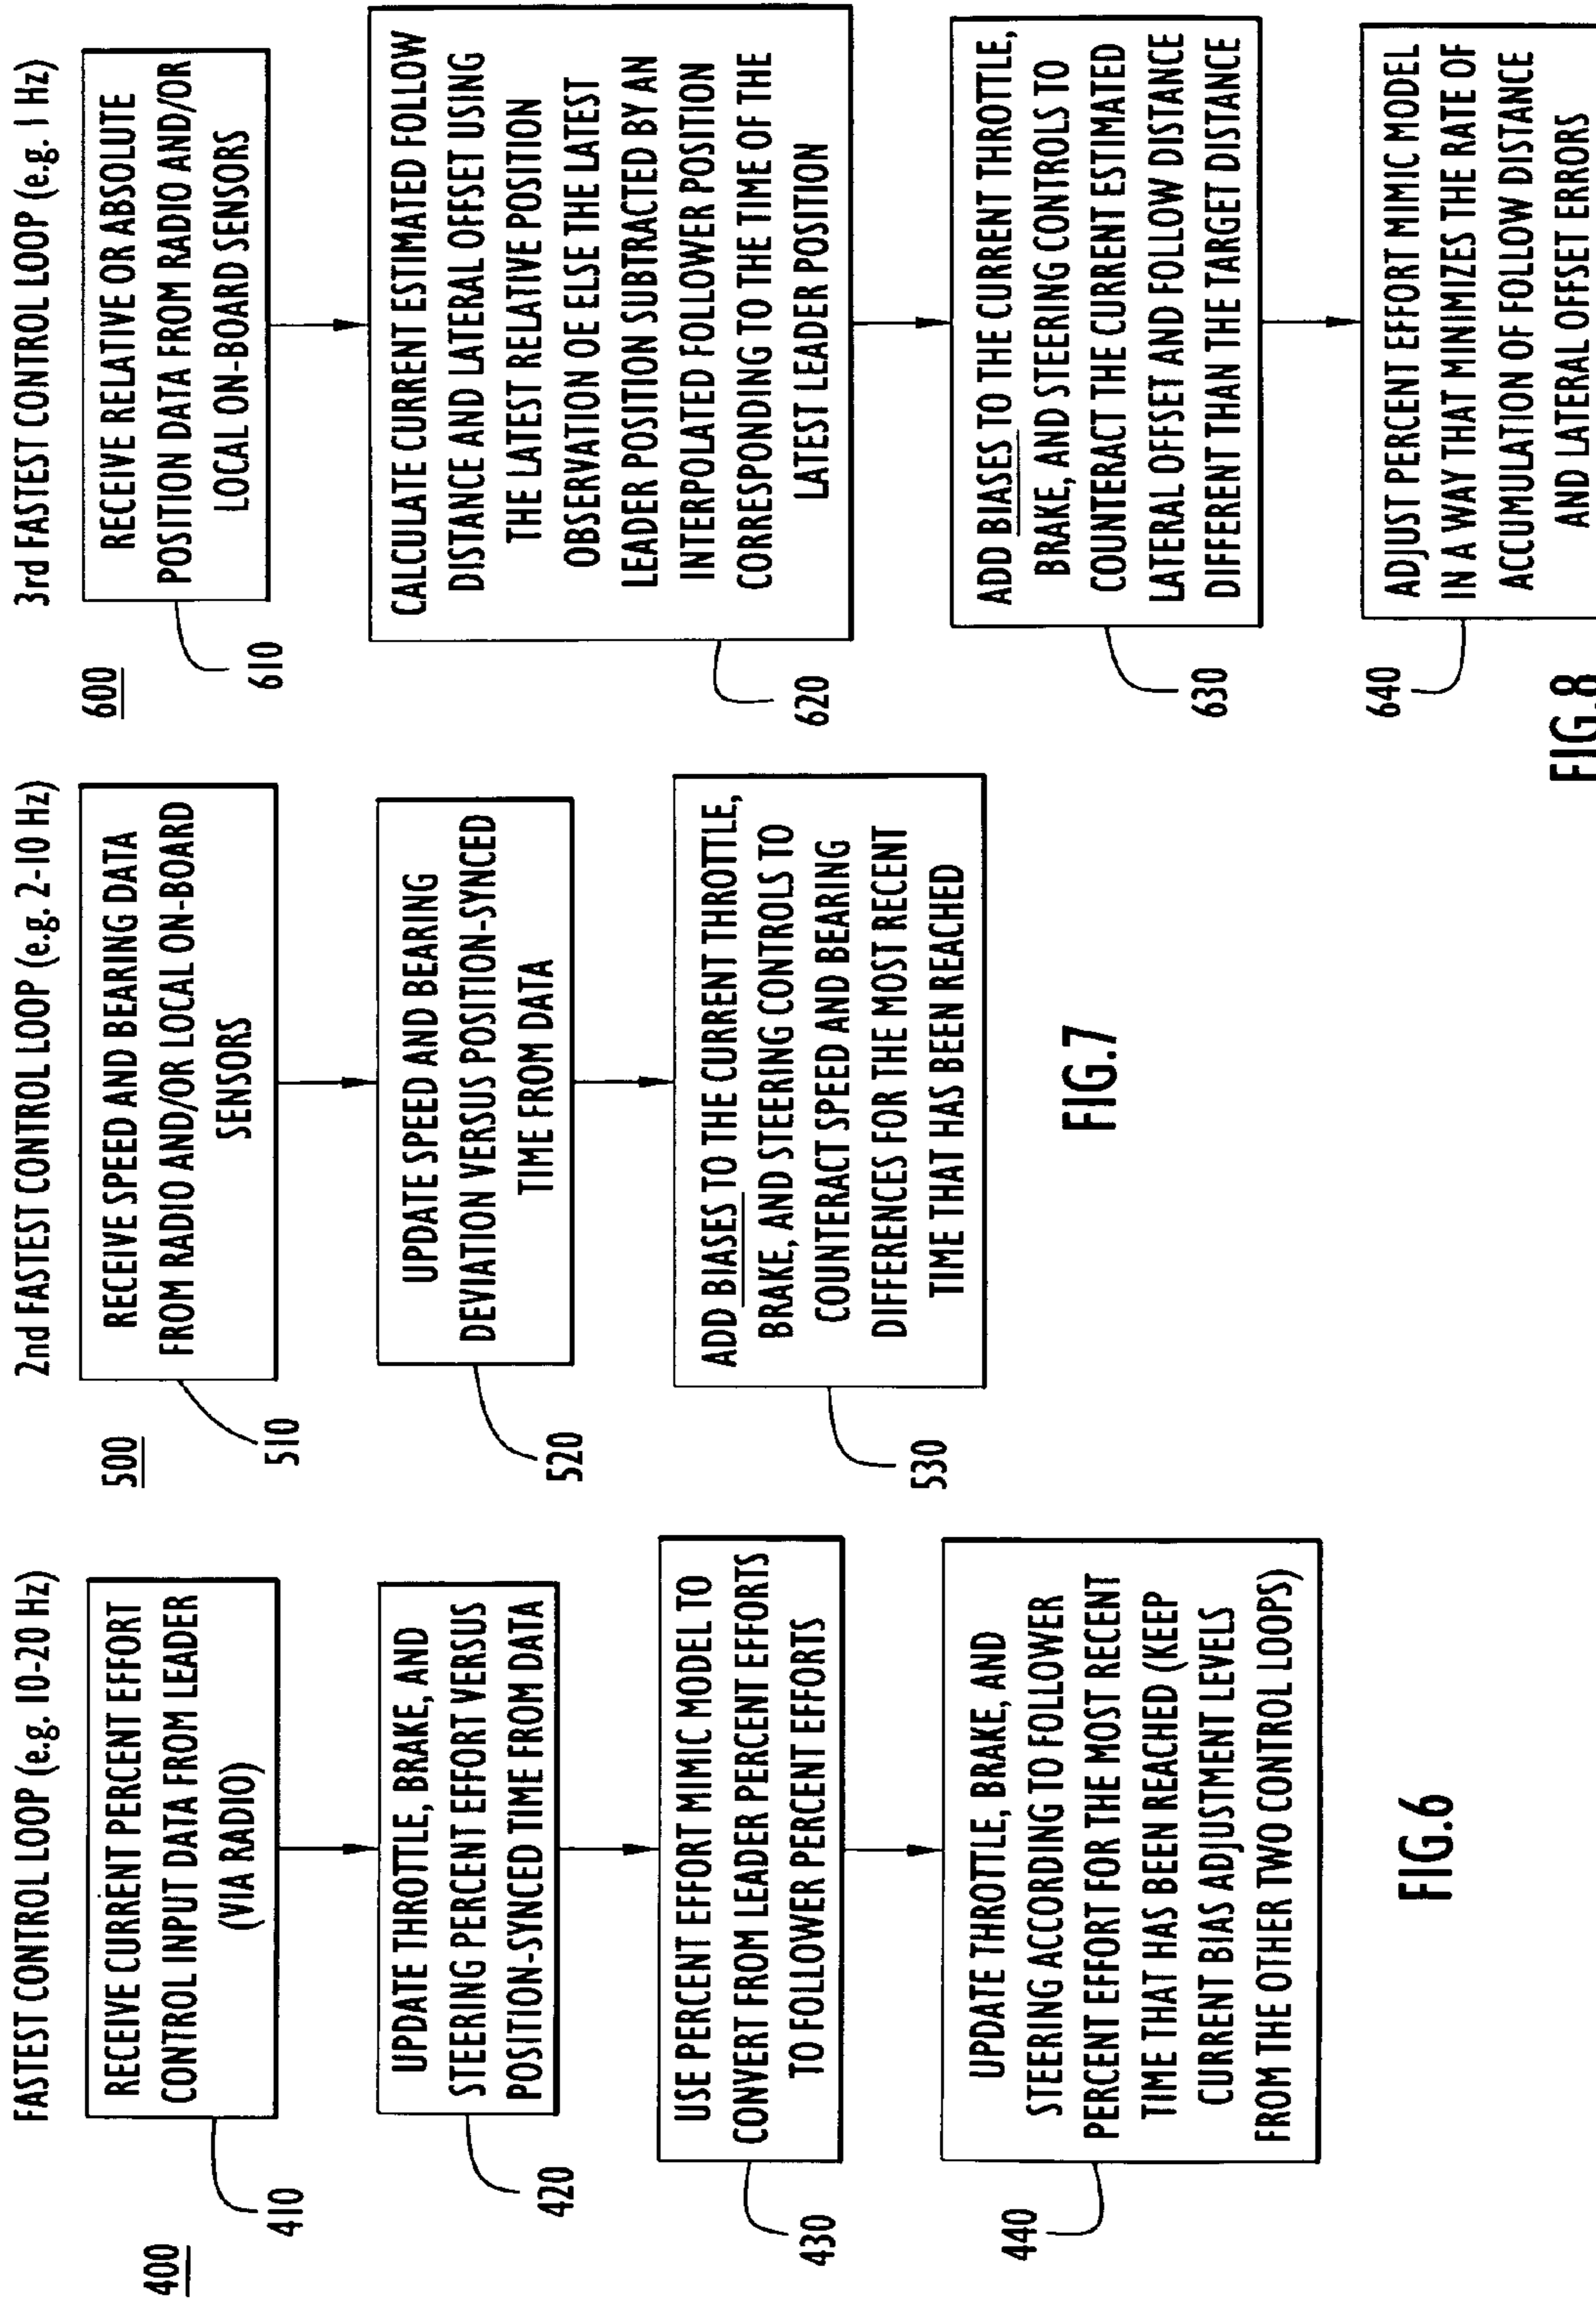 FASTEST CONTROL LOOP (e.g. 10-20 Hz)
400
RECEIVE CURRENT PERCENT EFFORT
CONTROL INPUT DATA FROM LEADER
(VIA RADIO)
410
UPDATE THROTTLE, BRAKE, AND
STEERING PERCENT EFFORT VERSUS
POSITION-SYNCED TIME FROM DATA
420
USE PERCENT EFFORT MIMIC MODEL TO
CONVERT FROM LEADER PERCENT EFFORTS
TO FOLLOWER PERCENT EFFORTS
430
UPDATE THROTTLE, BRAKE, AND
STEERING ACCORDING TO FOLLOWER
PERCENT EFFORT FOR THE MOST RECENT
TIME THAT HAS BEEN REACHED (KEEP
CURRENT BIAS ADJUSTMENT LEVELS
FROM THE OTHER TWO CONTROL LOOPS)
440
FIG.6
2nd FASTEST CONTROL LOOP (e.g. 2-10 Hz)
500
RECEIVE SPEED AND BEARING DATA
FROM RADIO AND/OR LOCAL ON-BOARD
SENSORS
510
UPDATE SPEED AND BEARING
DEVIATION VERSUS POSITION-SYNCED
TIME FROM DATA
520
ADD BIASES TO THE CURRENT THROTTLE,
BRAKE, AND STEERING CONTROLS TO
COUNTERACT SPEED AND BEARING
DIFFERENCES FOR THE MOST RECENT
TIME THAT HAS BEEN REACHED
530
FIG.7
3rd FASTEST CONTROL LOOP (e.g. 1 Hz)
600
RECEIVE RELATIVE OR ABSOLUTE
POSITION DATA FROM RADIO AND/OR
LOCAL ON-BOARD SENSORS
610
CALCULATE CURRENT ESTIMATED FOLLOW
DISTANCE AND LATERAL OFFSET USING
THE LATEST RELATIVE POSITION
OBSERVATION OE ELSE THE LATEST
LEADER POSITION SUBTRACTED BY AN
INTERPOLATED FOLLOWER POSITION
CORRESPONDING TO THE TIME OF THE
LATEST LEADER POSITION
620
ADD BIASES TO THE CURRENT THROTTLE,
BRAKE, AND STEERING CONTROLS TO
COUNTERACT THE CURRENT ESTIMATED
LATERAL OFFSET AND FOLLOW DISTANCE
DIFFERENT THAN THE TARGET DISTANCE
630
ADJUST PERCENT EFFORT MIMIC MODEL
IN A WAY THAT MINIMIZES THE RATE OF
ACCUMULATION OF FOLLOW DISTANCE
AND LATERAL OFFSET ERRORS
640
FIG.8